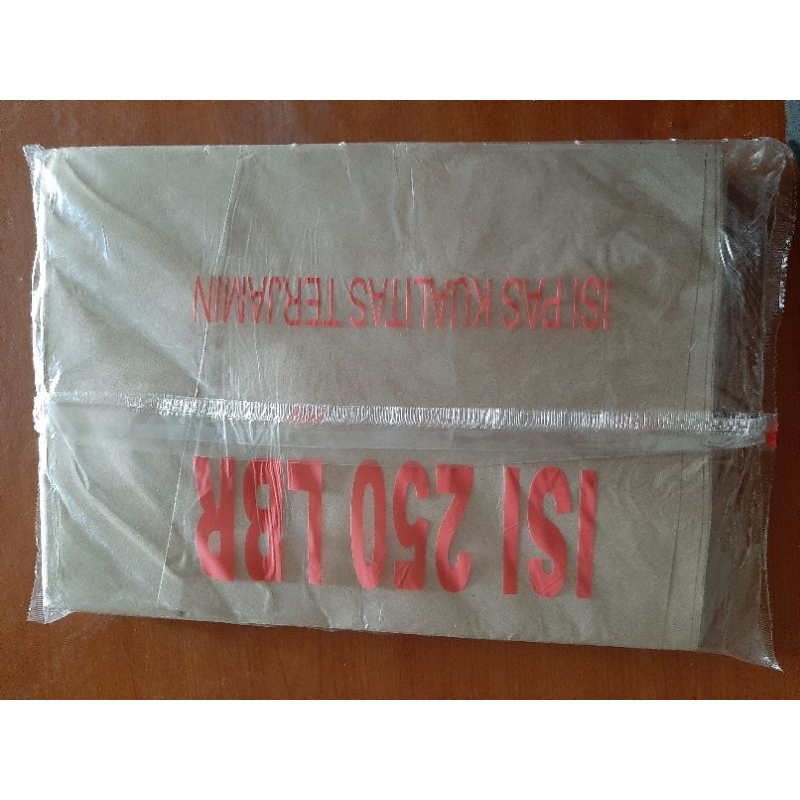 ISI 250 LBR
ISI PAS KUALITAS TERJAMIN